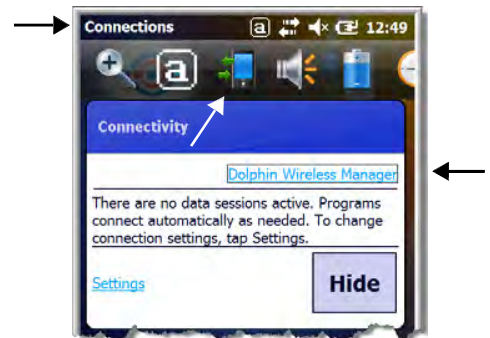 Connections a 12:49
a
Connectivity
Dolphin Wireless Manager
There are no data sessions active. Programs
connect automatically as needed. To change
connection settings, tap Settings.
Settings Hide